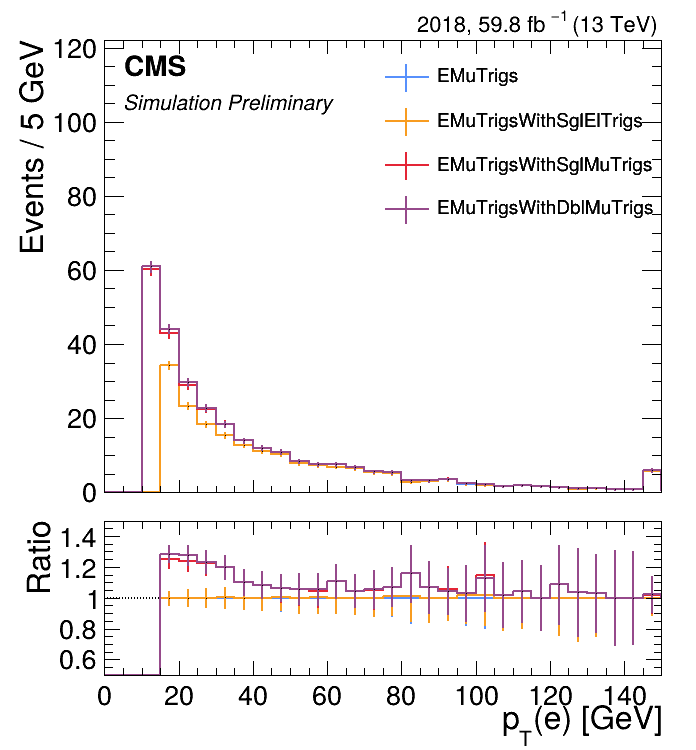 2018, 59.8 fb⁻¹ (13 TeV)
CMS
Simulation Preliminary
EMuTrigs
EMuTrigsWithSglElTrigs
EMuTrigsWithSglMuTrigs
EMuTrigsWithDblMuTrigs
Events / 5 GeV
120
100
80
60
40
20
0
Ratio
1.4
1.2
1
0.8
0.6
0 20 40 60 80 100 120 140
p_T(e) [GeV]